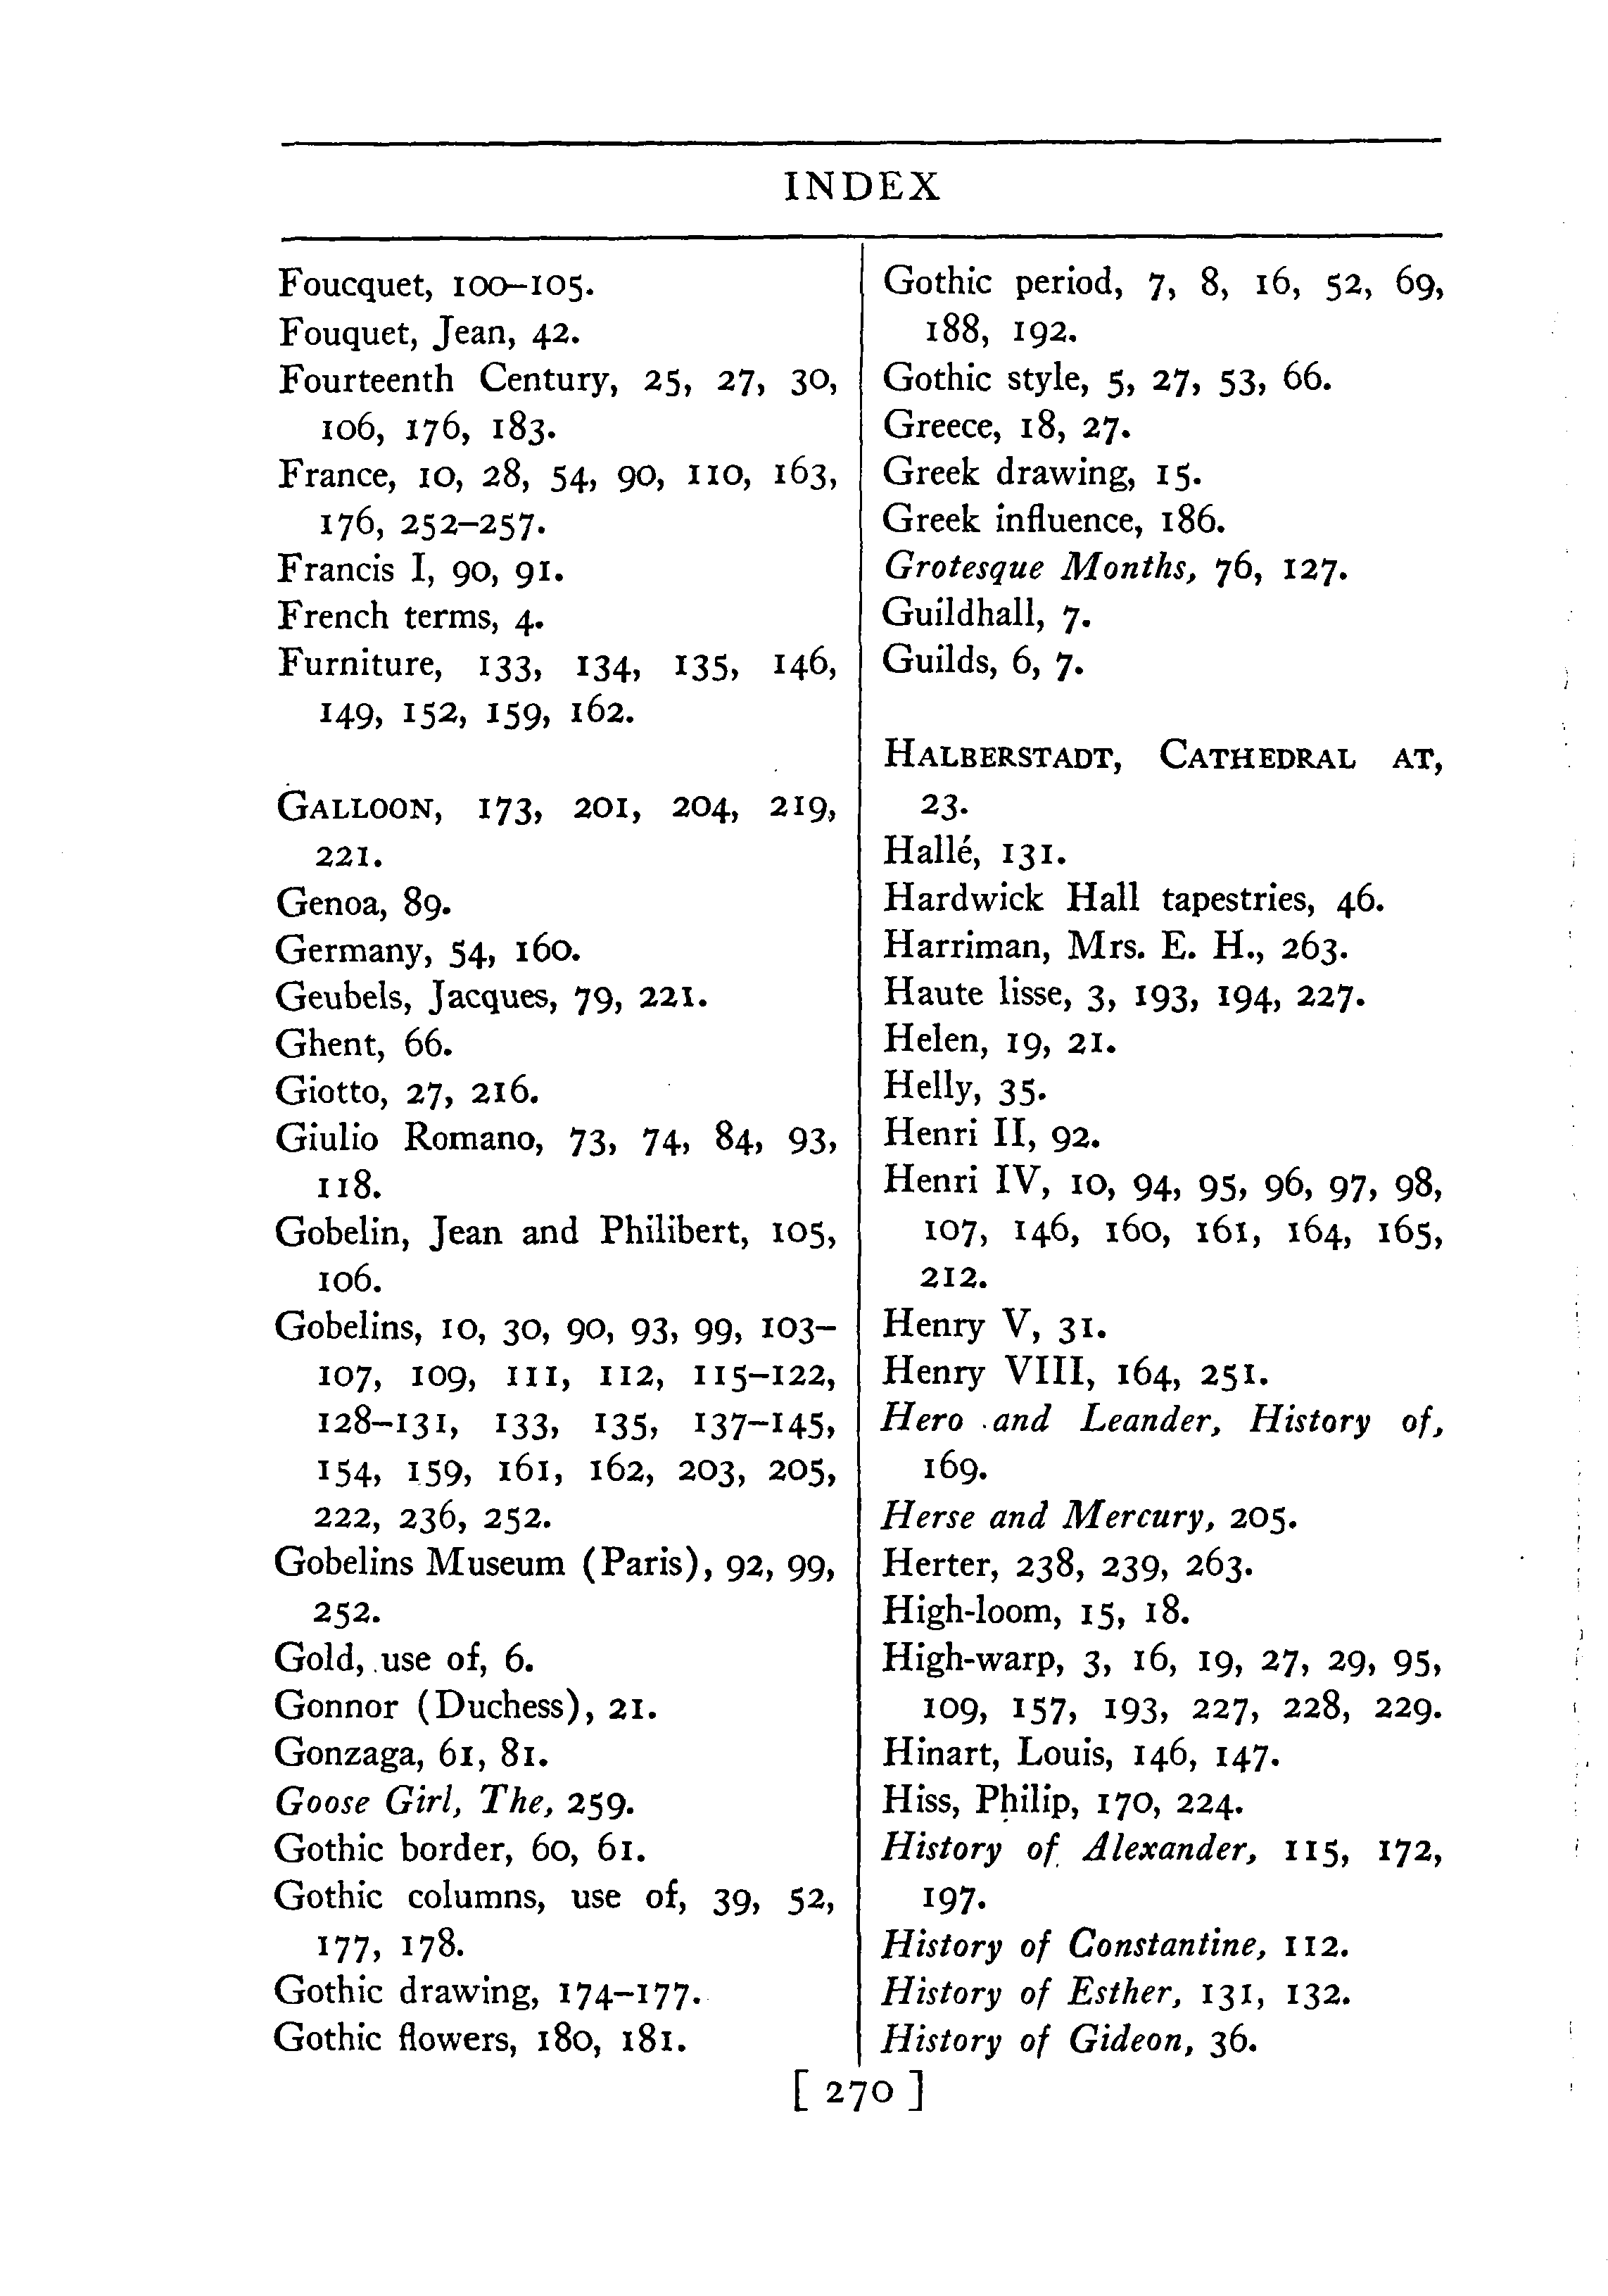 INDEX
Foucquet, 100–105.
Fouquet, Jean, 42.
Fourteenth Century, 25, 27, 30,
106, 176, 183.
France, 10, 28, 54, 90, 110, 163,
176, 252–257.
Francis I, 90, 91.
French terms, 4.
Furniture, 133, 134, 135, 146,
149, 152, 159, 162.
GALLOON, 173, 201, 204, 219,
221.
Genoa, 89.
Germany, 54, 160.
Geubels, Jacques, 79, 221.
Ghent, 66.
Giotto, 27, 216.
Giulio Romano, 73, 74, 84, 93,
118.
Gobelin, Jean and Philibert, 105,
106.
Gobelins, 10, 30, 90, 93, 99, 103–
107, 109, 111, 112, 115–122,
128–131, 133, 135, 137–145,
154, 159, 161, 162, 203, 205,
222, 236, 252.
Gobelins Museum (Paris), 92, 99,
252.
Gold, use of, 6.
Gonnor (Duchess), 21.
Gonzaga, 61, 81.
Goose Girl, The, 259.
Gothic border, 60, 61.
Gothic columns, use of, 39, 52,
177, 178.
Gothic drawing, 174–177.
Gothic flowers, 180, 181.
Gothic period, 7, 8, 16, 52, 69,
188, 192.
Gothic style, 5, 27, 53, 66.
Greece, 18, 27.
Greek drawing, 15.
Greek influence, 186.
Grotesque Months, 76, 127.
Guildhall, 7.
Guilds, 6, 7.
HALBERSTADT, CATHEDRAL AT,
23.
Hallé, 131.
Hardwick Hall tapestries, 46.
Harriman, Mrs. E. H., 263.
Haute lisse, 3, 193, 194, 227.
Helen, 19, 21.
Helly, 35.
Henri II, 92.
Henri IV, 10, 94, 95, 96, 97, 98,
107, 146, 160, 161, 164, 165,
212.
Henry V, 31.
Henry VIII, 164, 251.
Hero and Leander, History of,
169.
Herse and Mercury, 205.
Herter, 238, 239, 263.
High-loom, 15, 18.
High-warp, 3, 16, 19, 27, 29, 95,
109, 157, 193, 227, 228, 229.
Hinart, Louis, 146, 147.
Hiss, Philip, 170, 224.
History of Alexander, 115, 172,
197.
History of Constantine, 112.
History of Esther, 131, 132.
History of Gideon, 36.
[ 270 ]